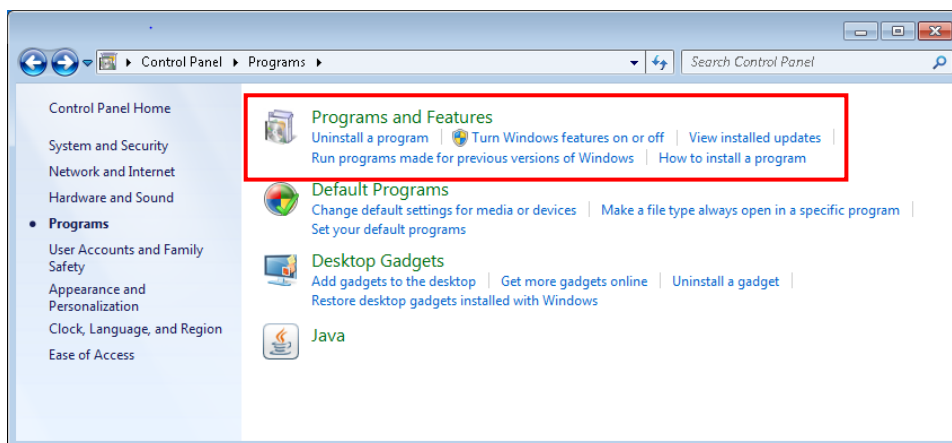 Control Panel Programs
Search Control Panel
Control Panel Home
System and Security
Network and Internet
Hardware and Sound
Programs
User Accounts and Family
Safety
Appearance and
Personalization
Clock, Language, and Region
Ease of Access
Programs and Features
Uninstall a program Turn Windows features on or off View installed updates
Run programs made for previous versions of Windows How to install a program
Default Programs
Change default settings for media or devices Make a file type always open in a specific program
Set your default programs
Desktop Gadgets
Add gadgets to the desktop Get more gadgets online Uninstall a gadget
Restore desktop gadgets installed with Windows
Java